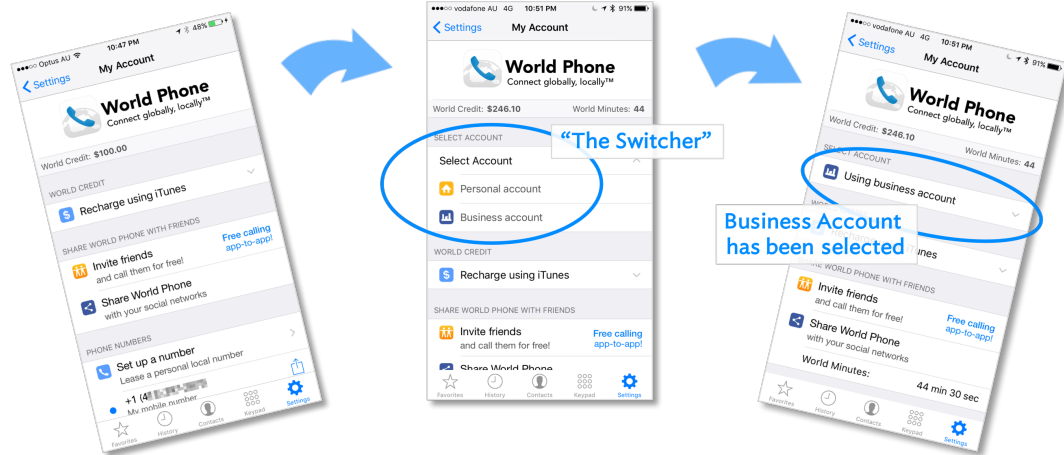 Optus AU 10:47 PM 48%
Settings My Account
World Phone
Connect globally, locally™
World Credit: $100.00
WORLD CREDIT
Recharge using iTunes
SHARE WORLD PHONE WITH FRIENDS
Invite friends
and call them for free!
Free calling
app-to-app!
Share World Phone
with your social networks
PHONE NUMBERS
Set up a number
Lease a personal local number
+1 (4
My mobile number
Favorites History Contacts Keypad Settings
vodafone AU 4G 10:51 PM 91%
Settings My Account
World Phone
Connect globally, locally™
World Credit: $246.10 World Minutes: 44
SELECT ACCOUNT
Select Account
“The Switcher”
Personal account
Business account
WORLD CREDIT
Recharge using iTunes
SHARE WORLD PHONE WITH FRIENDS
Invite friends
and call them for free!
Free calling
app-to-app!
Share World Phone
Favorites History Contacts Keypad Settings
vodafone AU 4G 10:51 PM 91%
Settings My Account
World Phone
Connect globally, locally™
World Credit: $246.10 World Minutes: 44
SELECT ACCOUNT
Using business account
Business Account
has been selected
WORLD PHONE WITH FRIENDS
Invite friends
and call them for free!
Free calling
app-to-app!
Share World Phone
with your social networks
World Minutes: 44 min 30 sec
Favorites History Contacts Keypad Settings